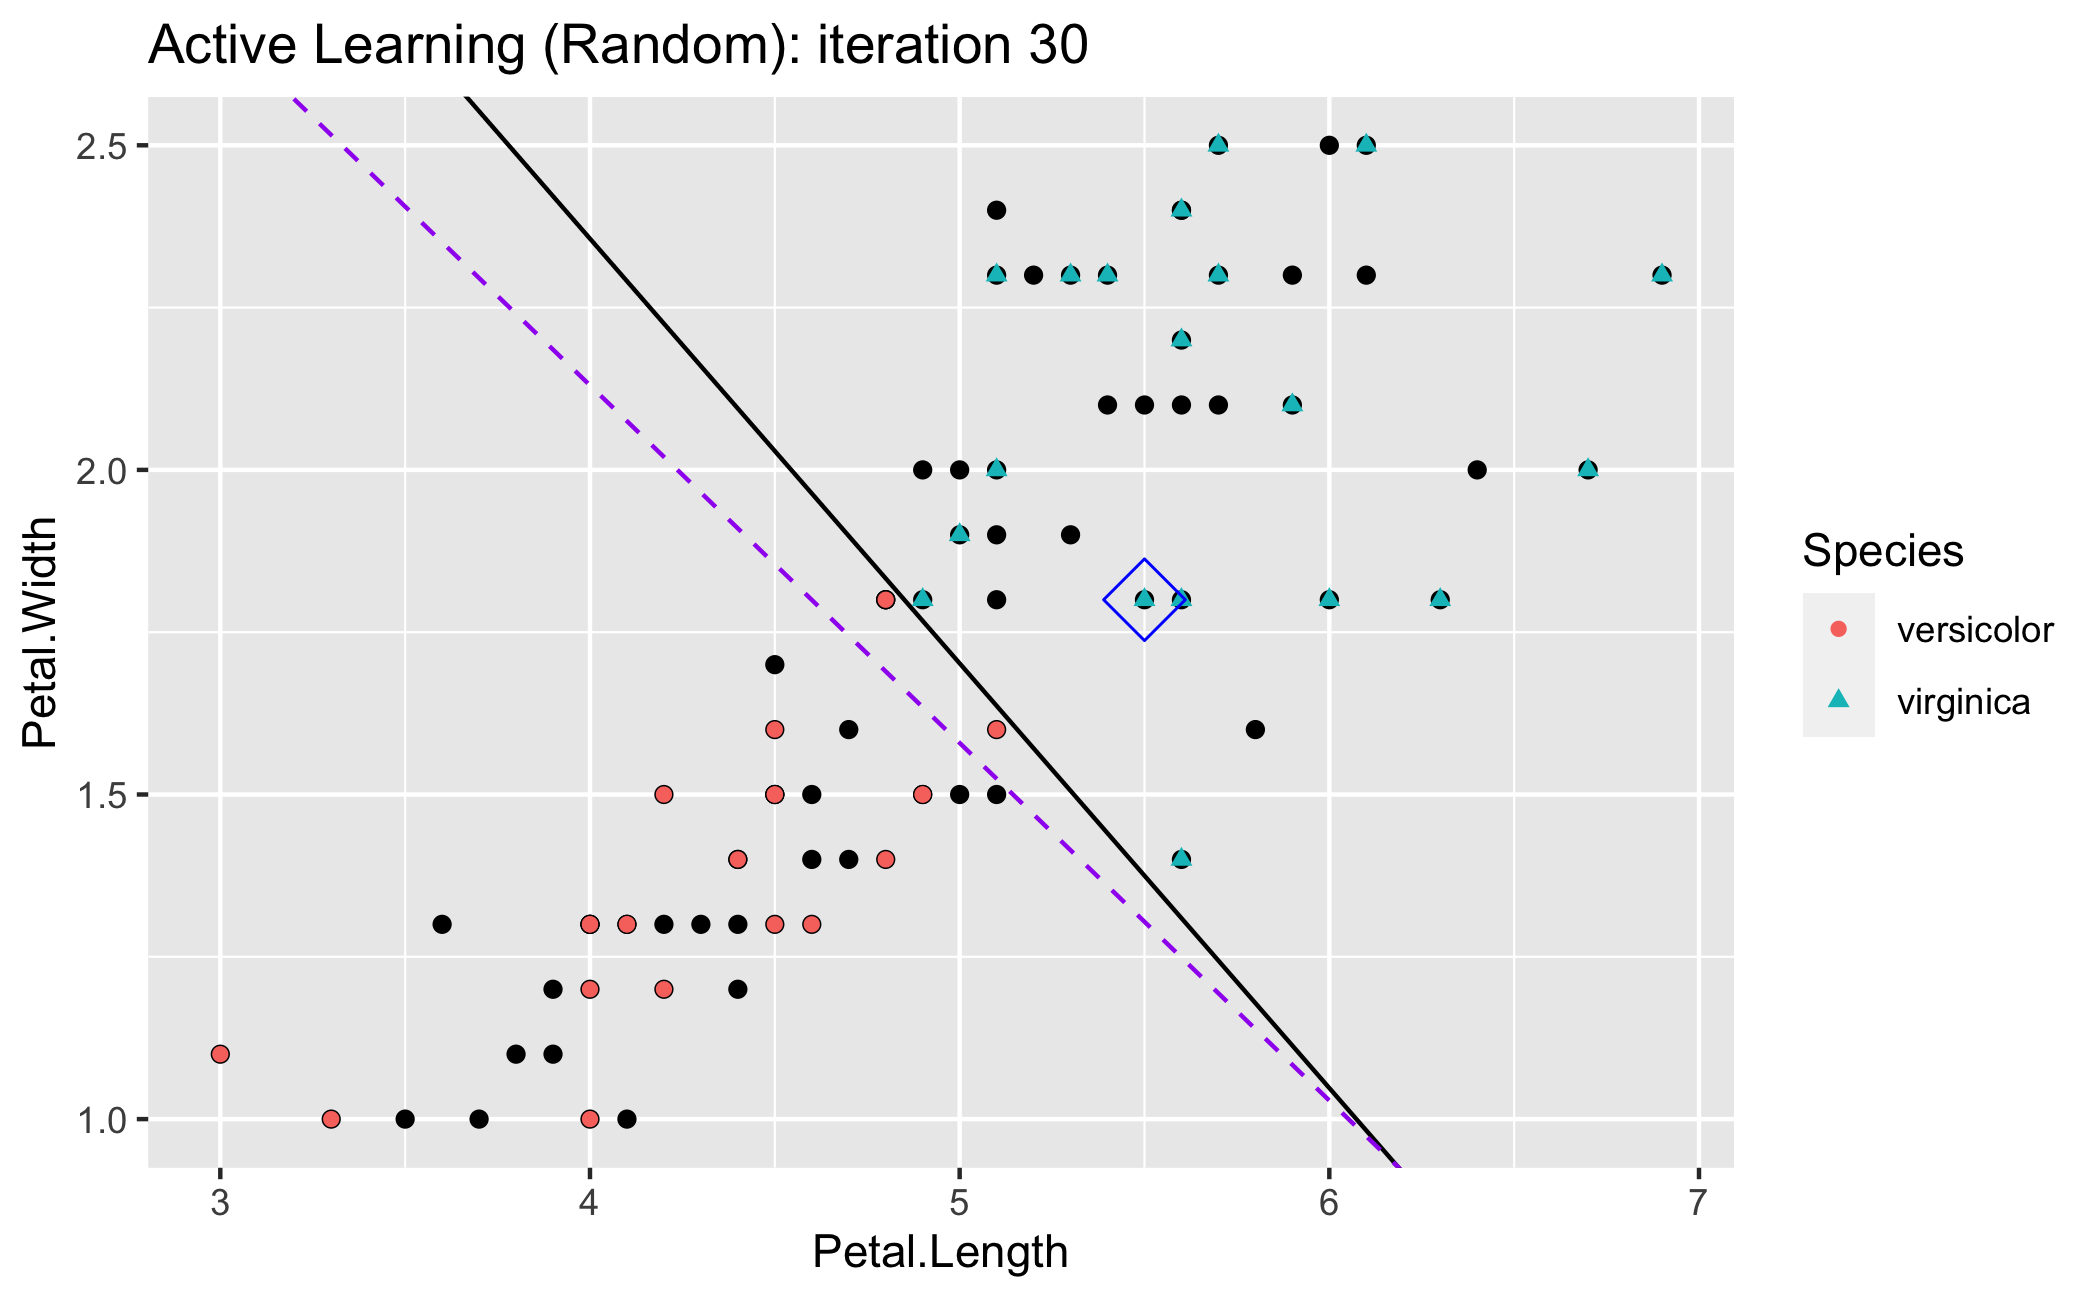 Active Learning (Random): iteration 30
2.5
2.0
1.5
1.0
Petal.Width
3 4 5 6 7
Petal.Length
Species
versicolor
virginica